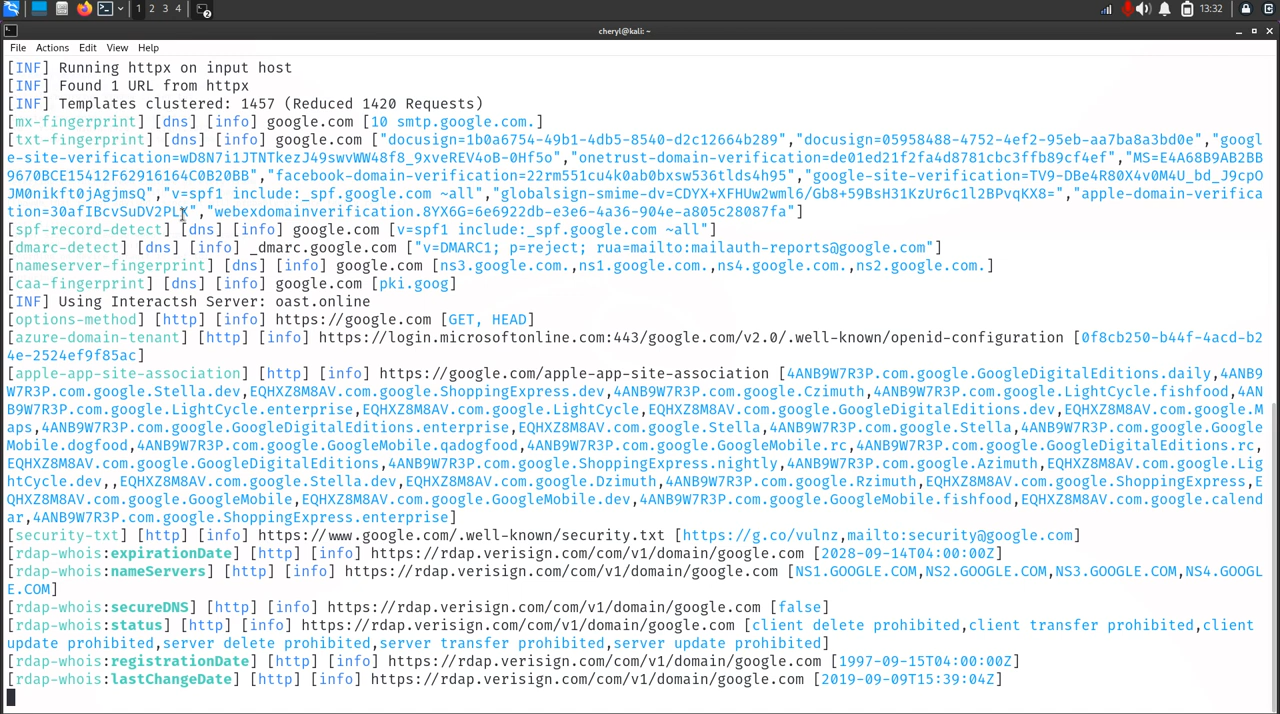 1 2 3 4
2
13:32
cheryl@kali: ~
File Actions Edit View Help
[INF] Running httpx on input host
[INF] Found 1 URL from httpx
[INF] Templates clustered: 1457 (Reduced 1420 Requests)
[mx-fingerprint] [dns] [info] google.com [10 smtp.google.com.]
[txt-fingerprint] [dns] [info] google.com ["docusign=1b0a6754-49b1-4db5-8540-d2c12664b289","docusign=05958488-4752-4ef2-95eb-aa7ba8a3bd0e","googl
e-site-verification=wD8N7i1JTNTkezJ49swvWW48f8_9xveREV4oB-0Hf5o","onetrust-domain-verification=de01ed21f2fa4d8781cbc3ffb89cf4ef","MS=E4A68B9AB2BB
9670BCE15412F62916164C0B20BB","facebook-domain-verification=22rm551cu4k0ab0bxsw536tlds4h95","google-site-verification=TV9-DBe4R80X4v0M4U_bd_J9cpO
JM0nikft0jAgjmsQ","v=spf1 include:_spf.google.com ~all","globalsign-smime-dv=CDYX+XFHUw2wml6/Gb8+59BsH31KzUr6c1l2BPvqKX8=","apple-domain-verifica
tion=30afIBcvSuDV2PLX","webexdomainverification.8YX6G=6e6922db-e3e6-4a36-904e-a805c28087fa"]
[spf-record-detect] [dns] [info] google.com [v=spf1 include:_spf.google.com ~all"]
[dmarc-detect] [dns] [info] _dmarc.google.com ["v=DMARC1; p=reject; rua=mailto:mailauth-reports@google.com"]
[nameserver-fingerprint] [dns] [info] google.com [ns3.google.com.,ns1.google.com.,ns4.google.com.,ns2.google.com.]
[caa-fingerprint] [dns] [info] google.com [pki.goog]
[INF] Using Interactsh Server: oast.online
[options-method] [http] [info] https://google.com [GET, HEAD]
[azure-domain-tenant] [http] [info] https://login.microsoftonline.com:443/google.com/v2.0/.well-known/openid-configuration [0f8cb250-b44f-4acd-b2
4e-2524ef9f85ac]
[apple-app-site-association] [http] [info] https://google.com/apple-app-site-association [4ANB9W7R3P.com.google.GoogleDigitalEditions.daily,4ANB9
W7R3P.com.google.Stella.dev,EQHXZ8M8AV.com.google.ShoppingExpress.dev,4ANB9W7R3P.com.google.Czimuth,4ANB9W7R3P.com.google.LightCycle.fishfood,4AN
B9W7R3P.com.google.LightCycle.enterprise,EQHXZ8M8AV.com.google.LightCycle,EQHXZ8M8AV.com.google.GoogleDigitalEditions.dev,EQHXZ8M8AV.com.google.M
aps,4ANB9W7R3P.com.google.GoogleDigitalEditions.enterprise,EQHXZ8M8AV.com.google.Stella,4ANB9W7R3P.com.google.Stella,4ANB9W7R3P.com.google.Google
Mobile.dogfood,4ANB9W7R3P.com.google.GoogleMobile.qadogfood,4ANB9W7R3P.com.google.GoogleMobile.rc,4ANB9W7R3P.com.google.GoogleDigitalEditions.rc,
EQHXZ8M8AV.com.google.GoogleDigitalEditions,4ANB9W7R3P.com.google.ShoppingExpress.nightly,4ANB9W7R3P.com.google.Azimuth,EQHXZ8M8AV.com.google.Lig
htCycle.dev,,EQHXZ8M8AV.com.google.Stella.dev,EQHXZ8M8AV.com.google.Dzimuth,4ANB9W7R3P.com.google.Rzimuth,EQHXZ8M8AV.com.google.ShoppingExpress,E
QHXZ8M8AV.com.google.GoogleMobile,EQHXZ8M8AV.com.google.GoogleMobile.dev,4ANB9W7R3P.com.google.GoogleMobile.fishfood,EQHXZ8M8AV.com.google.calend
ar,4ANB9W7R3P.com.google.ShoppingExpress.enterprise]
[security-txt] [http] [info] https://www.google.com/.well-known/security.txt [https://g.co/vulnz,mailto:security@google.com]
[rdap-whois:expirationDate] [http] [info] https://rdap.verisign.com/com/v1/domain/google.com [2028-09-14T04:00:00Z]
[rdap-whois:nameServers] [http] [info] https://rdap.verisign.com/com/v1/domain/google.com [NS1.GOOGLE.COM,NS2.GOOGLE.COM,NS3.GOOGLE.COM,NS4.GOOGL
E.COM]
[rdap-whois:secureDNS] [http] [info] https://rdap.verisign.com/com/v1/domain/google.com [false]
[rdap-whois:status] [http] [info] https://rdap.verisign.com/com/v1/domain/google.com [client delete prohibited,client transfer prohibited,client
update prohibited,server delete prohibited,server transfer prohibited,server update prohibited]
[rdap-whois:registrationDate] [http] [info] https://rdap.verisign.com/com/v1/domain/google.com [1997-09-15T04:00:00Z]
[rdap-whois:lastChangeDate] [http] [info] https://rdap.verisign.com/com/v1/domain/google.com [2019-09-09T15:39:04Z]